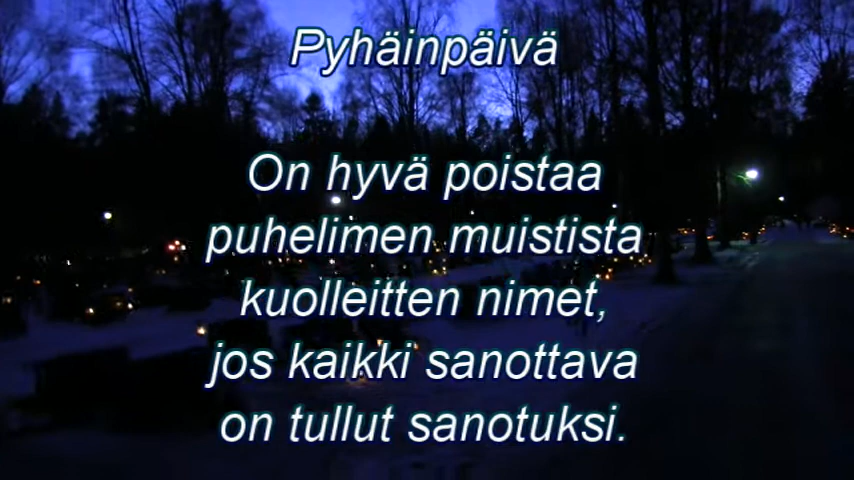 Pyhäinpäivä
On hyvä poistaa
puhelimen muistista
kuolleitten nimet,
jos kaikki sanottava
on tullut sanotuksi.